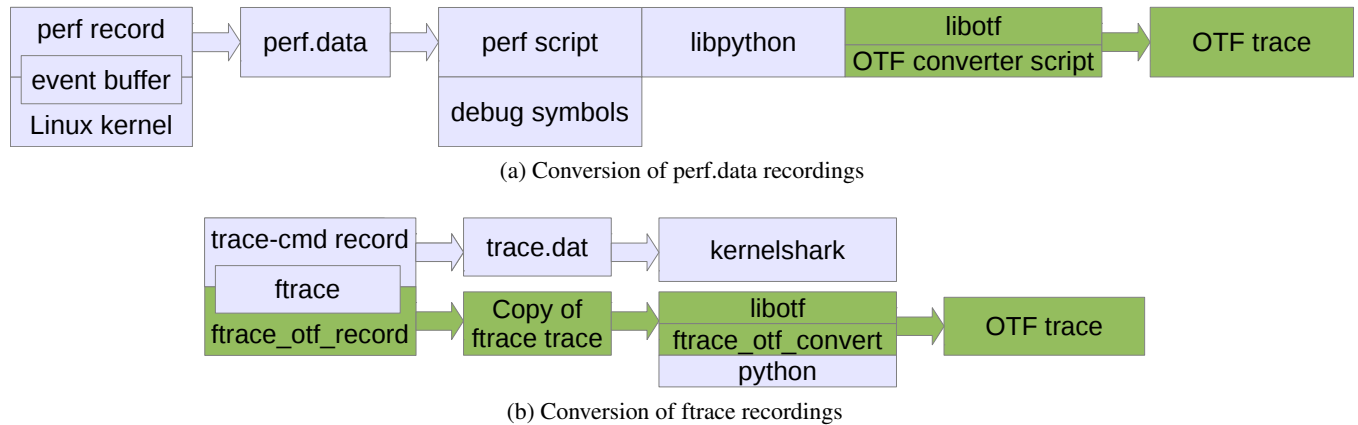 perf record
event buffer
Linux kernel
perf.data
perf script
debug symbols
libpython
libotf
OTF converter script
OTF trace
(a) Conversion of perf.data recordings
trace-cmd record
ftrace
ftrace_otf_record
trace.dat
kernelshark
Copy of
ftrace trace
libotf
ftrace_otf_convert
python
OTF trace
(b) Conversion of ftrace recordings